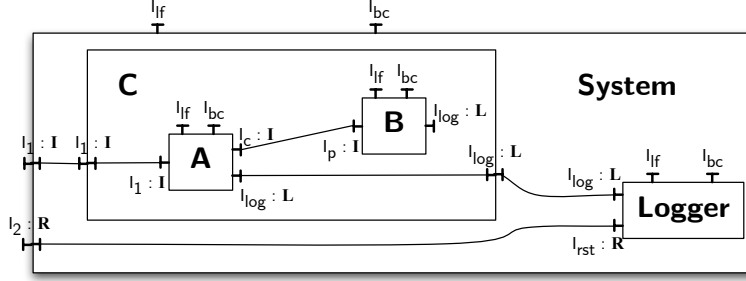 I_lf
I_bc
C
System
I_lf
I_bc
B
I_log : L
I_lf
I_bc
A
I_c : I
I_p : I
I_1 : I
I_1 : I
I_1 : I
I_log : L
I_log : L
I_log : L
I_lf
I_bc
Logger
I_2 : R
I_rst : R